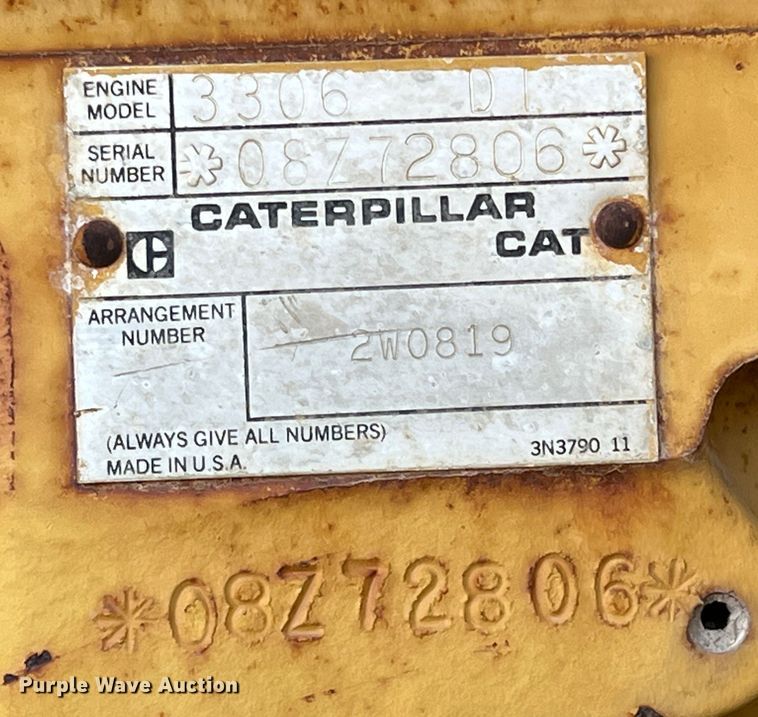 ENGINE MODEL 3306 DI
SERIAL NUMBER *08Z72806*
CATERPILLAR
CAT
ARRANGEMENT NUMBER 2W0819
(ALWAYS GIVE ALL NUMBERS)
MADE IN U.S.A. 3N3790 11
*08Z72806*
Purple Wave Auction